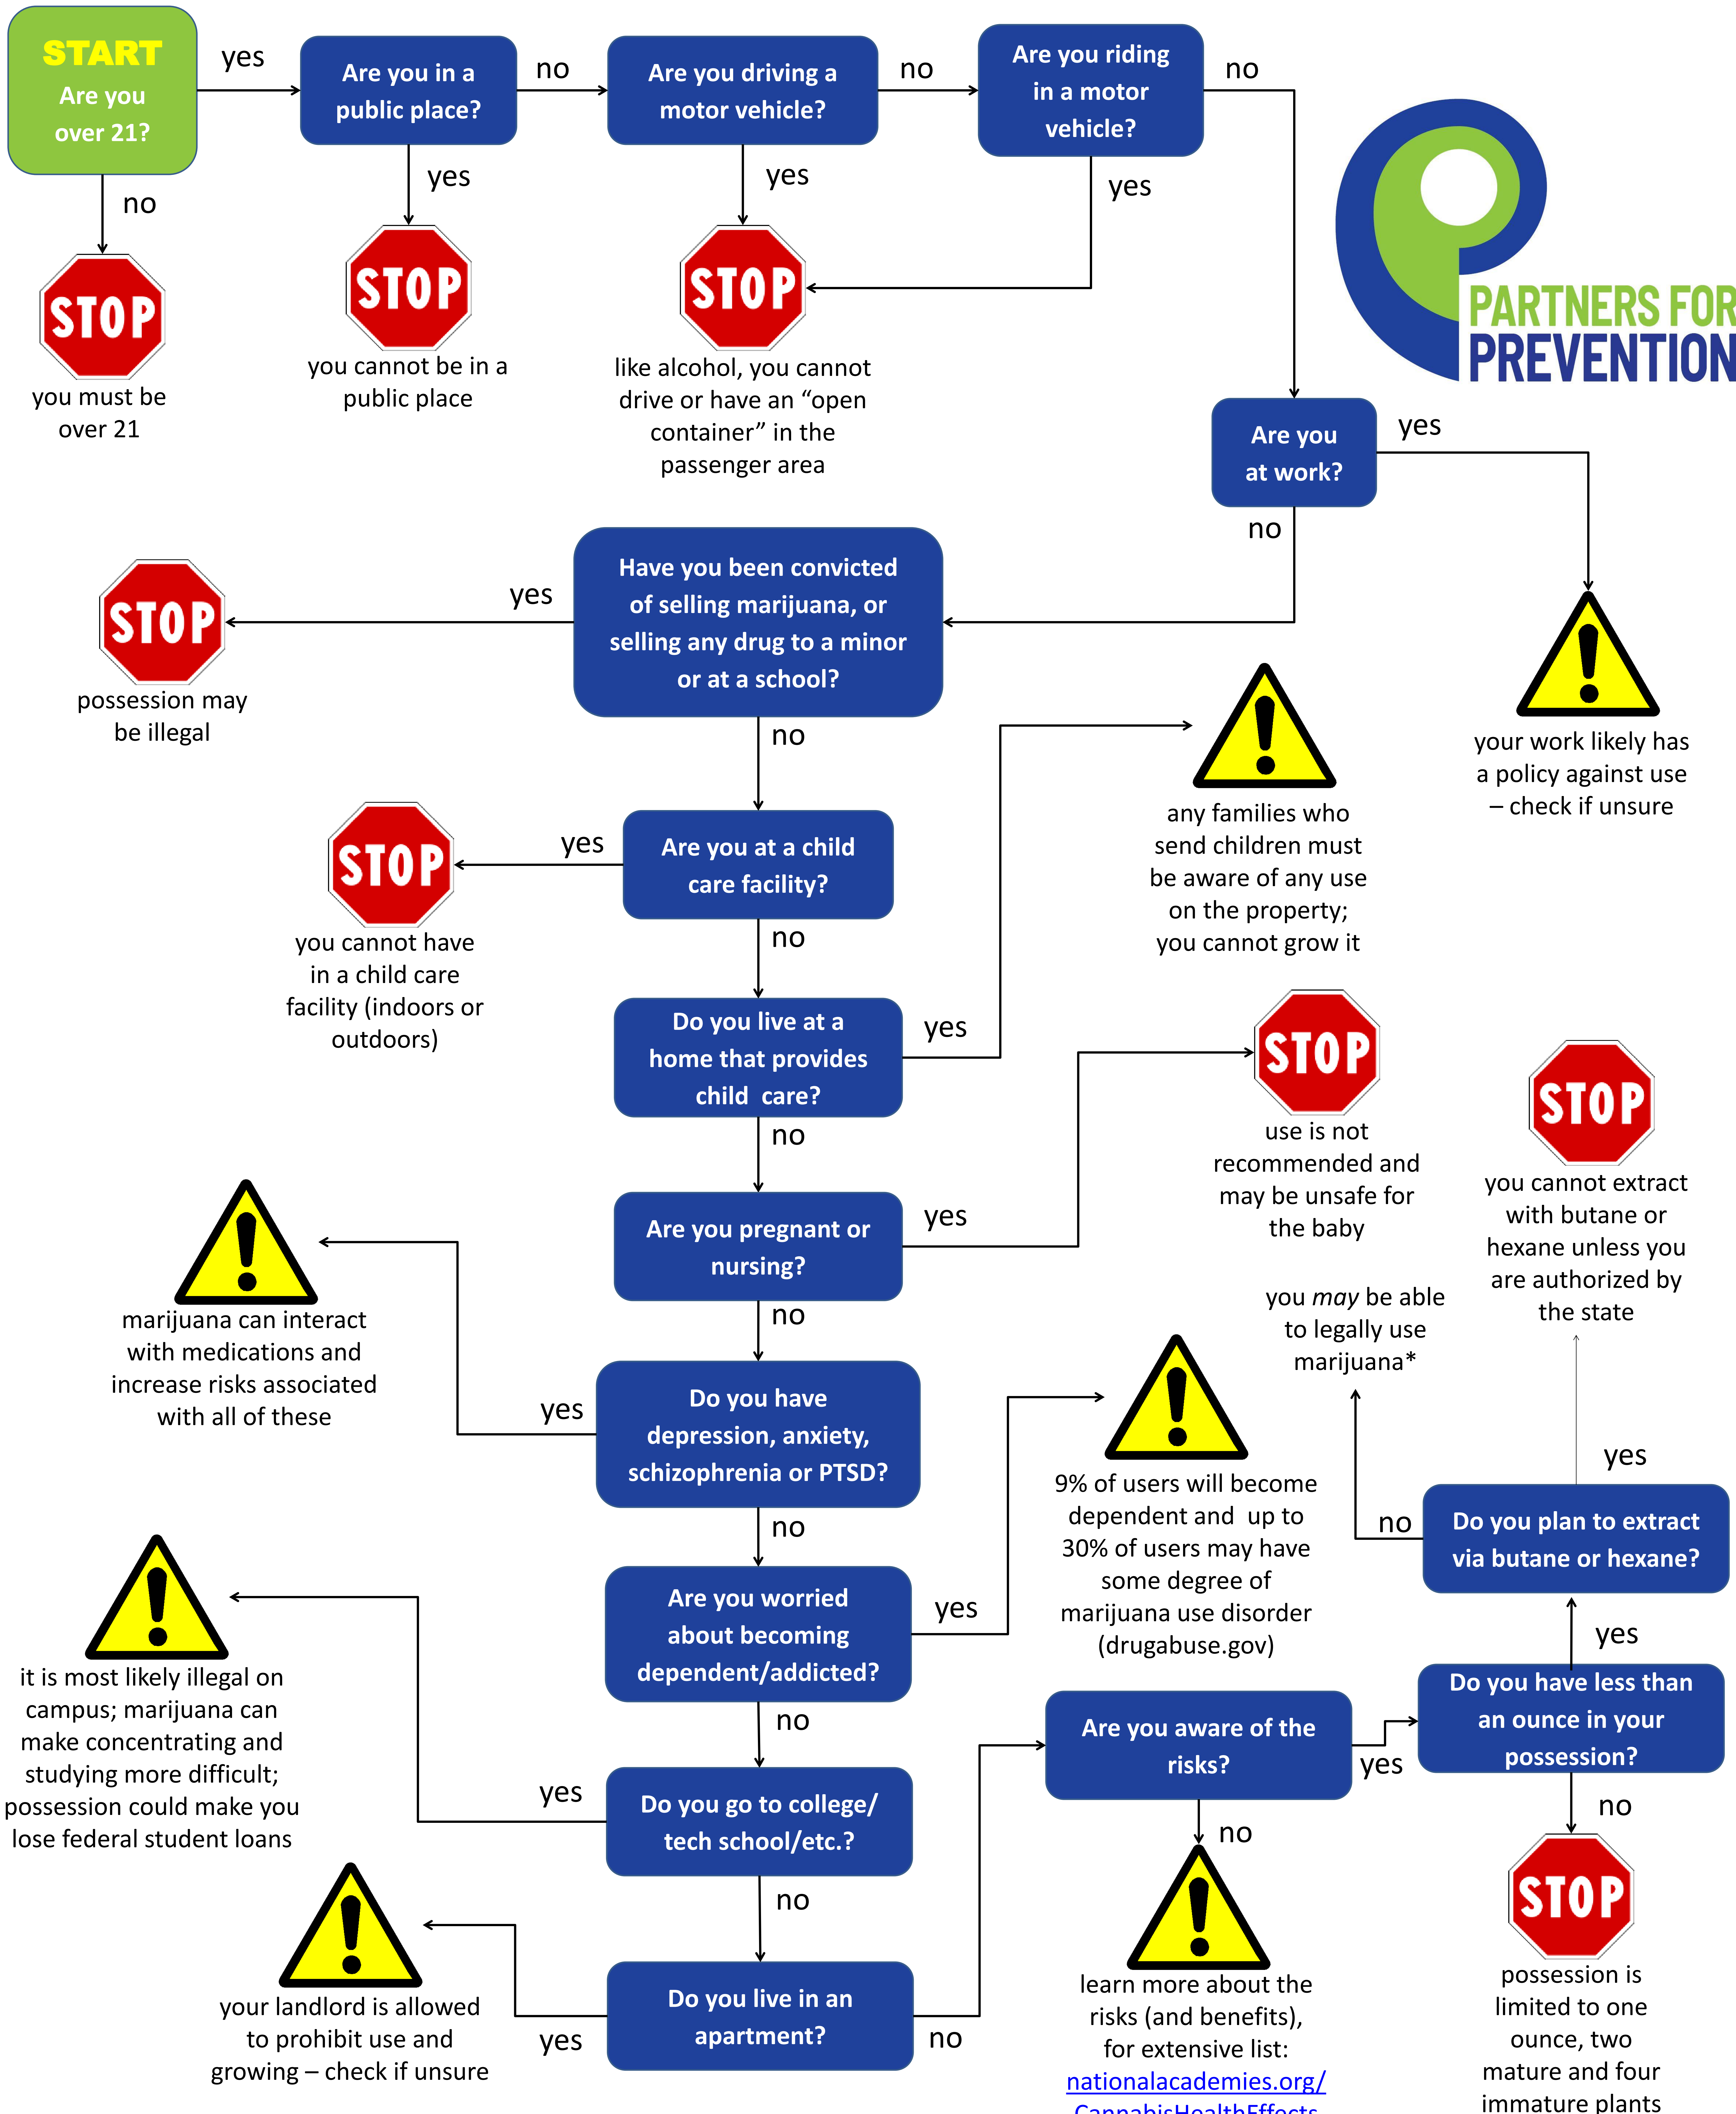 START
Are you
over 21?
yes
no
STOP
you must be
over 21
Are you in a
public place?
no
yes
STOP
you cannot be in a
public place
Are you driving a
motor vehicle?
no
yes
STOP
like alcohol, you cannot
drive or have an “open
container” in the
passenger area
Are you riding
in a motor
vehicle?
no
yes
PARTNERS FOR
PREVENTION
Are you
at work?
yes
no
your work likely has
a policy against use
– check if unsure
Have you been convicted
of selling marijuana, or
selling any drug to a minor
or at a school?
yes
no
STOP
possession may
be illegal
Are you at a child
care facility?
yes
no
STOP
you cannot have
in a child care
facility (indoors or
outdoors)
Do you live at a
home that provides
child care?
yes
no
any families who
send children must
be aware of any use
on the property;
you cannot grow it
Are you pregnant or
nursing?
yes
no
STOP
use is not
recommended and
may be unsafe for
the baby
Do you have
depression, anxiety,
schizophrenia or PTSD?
yes
no
marijuana can interact
with medications and
increase risks associated
with all of these
Are you worried
about becoming
dependent/addicted?
yes
no
9% of users will become
dependent and up to
30% of users may have
some degree of
marijuana use disorder
(drugabuse.gov)
Do you go to college/
tech school/etc.?
yes
no
it is most likely illegal on
campus; marijuana can
make concentrating and
studying more difficult;
possession could make you
lose federal student loans
Do you live in an
apartment?
yes
no
your landlord is allowed
to prohibit use and
growing – check if unsure
Are you aware of the
risks?
yes
no
learn more about the
risks (and benefits),
for extensive list:
nationalacademies.org/
CannabisHealthEffects
Do you have less than
an ounce in your
possession?
yes
no
STOP
possession is
limited to one
ounce, two
mature and four
immature plants
Do you plan to extract
via butane or hexane?
yes
no
STOP
you cannot extract
with butane or
hexane unless you
are authorized by
the state
you may be able
to legally use
marijuana*